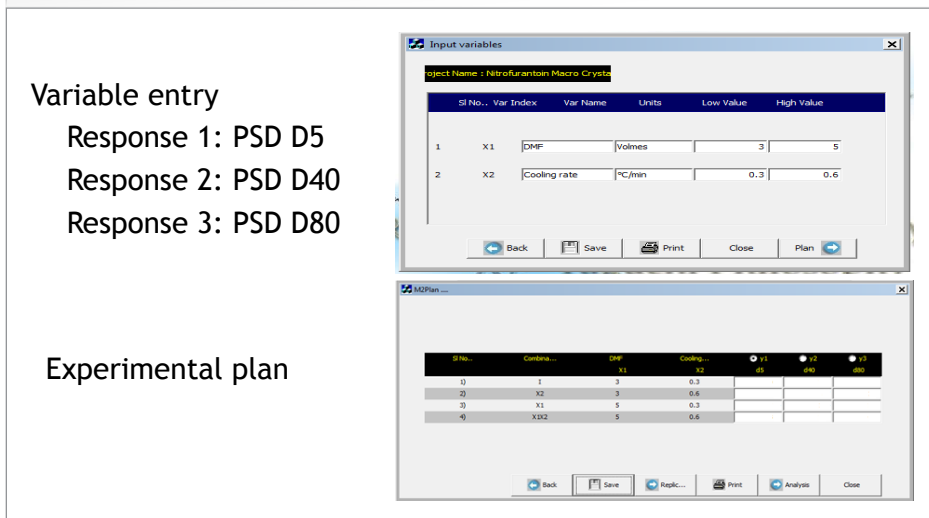 Variable entry
Response 1: PSD D5
Response 2: PSD D40
Response 3: PSD D80
Input variables
roject Name : Nitrofurantoin Macro Crysta
Sl No.. Var Index Var Name Units Low Value High Value
1 X1 DMF Volmes 3 5
2 X2 Cooling rate °C/min 0.3 0.6
Back Save Print Close Plan
Experimental plan
M2Plan ....
Sl No... Combina... DMF Cooling... y1 y2 y3
X1 X2 d5 d40 d80
1) I 3 0.3
2) X2 3 0.6
3) X1 5 0.3
4) X1X2 5 0.6
Back Save Replic... Print Analysis Close